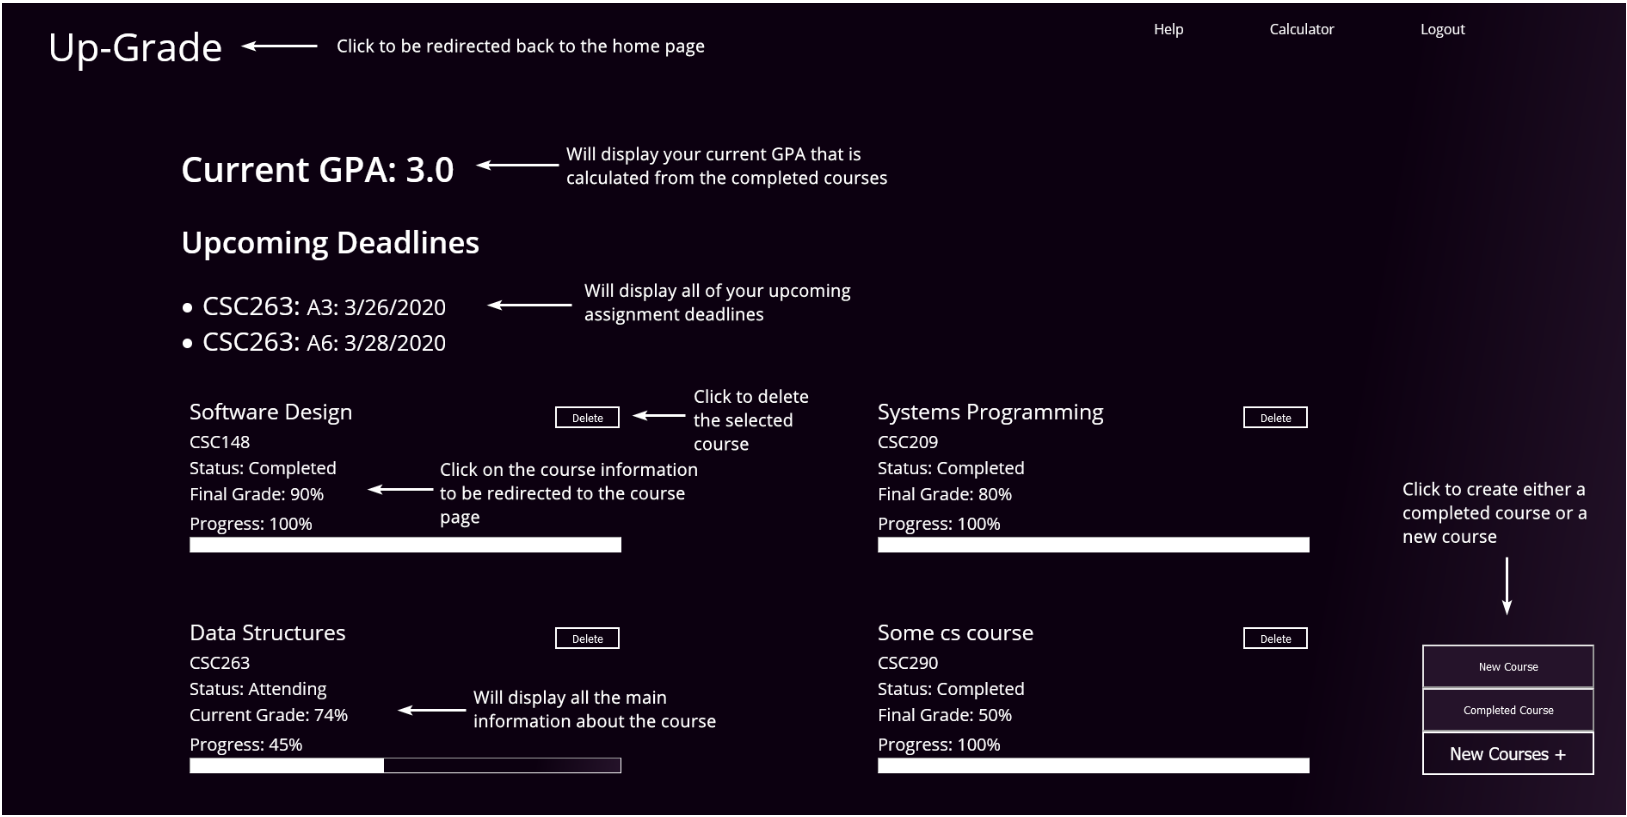 Up-Grade
Click to be redirected back to the home page
Help
Calculator
Logout
Current GPA: 3.0
Will display your current GPA that is
calculated from the completed courses
Upcoming Deadlines
• CSC263: A3: 3/26/2020
• CSC263: A6: 3/28/2020
Will display all of your upcoming
assignment deadlines
Software Design
Delete
CSC148
Status: Completed
Final Grade: 90%
Progress: 100%
Click to delete
the selected
course
Click on the course information
to be redirected to the course
page
Systems Programming
Delete
CSC209
Status: Completed
Final Grade: 80%
Progress: 100%
Data Structures
Delete
CSC263
Status: Attending
Current Grade: 74%
Progress: 45%
Will display all the main
information about the course
Some cs course
Delete
CSC290
Status: Completed
Final Grade: 50%
Progress: 100%
Click to create either a
completed course or a
new course
New Course
Completed Course
New Courses +